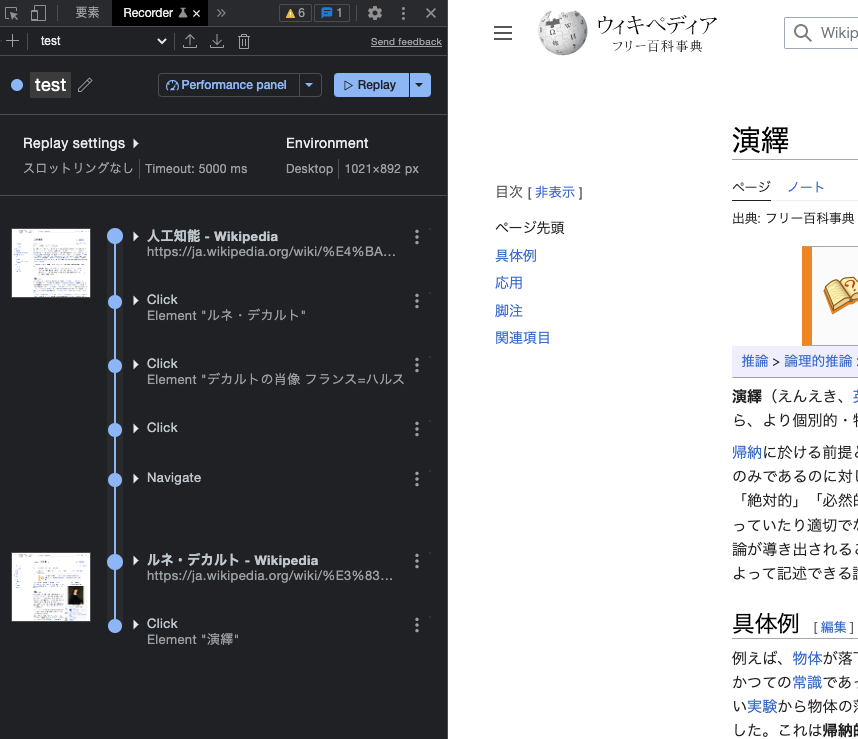 要素
Recorder
6
1
test
Send feedback
test
Performance panel
Replay
Replay settings
Environment
スロットリングなし
Timeout: 5000 ms
Desktop
1021×892 px
人工知能 - Wikipedia
https://ja.wikipedia.org/wiki/%E4%BA...
Click
Element "ルネ・デカルト"
Click
Element "デカルトの肖像 フランス=ハルス
Click
Navigate
ルネ・デカルト - Wikipedia
https://ja.wikipedia.org/wiki/%E3%83...
Click
Element "演繹"
ウィキペディア
フリー百科事典
Wikip
目次 [ 非表示 ]
ページ先頭
具体例
応用
脚注
関連項目
演繹
ページ
ノート
出典: フリー百科事典
推論 > 論理的推論
演繹（えんえき、
ら、より個別的・
帰納に於ける前提
のみであるのに対
「絶対的」「必然
っていたり適切で
論が導き出される
よって記述できる
具体例 [ 編集 ]
例えば、物体が落
かつての常識であ
い実験から物体の
した。これは帰納